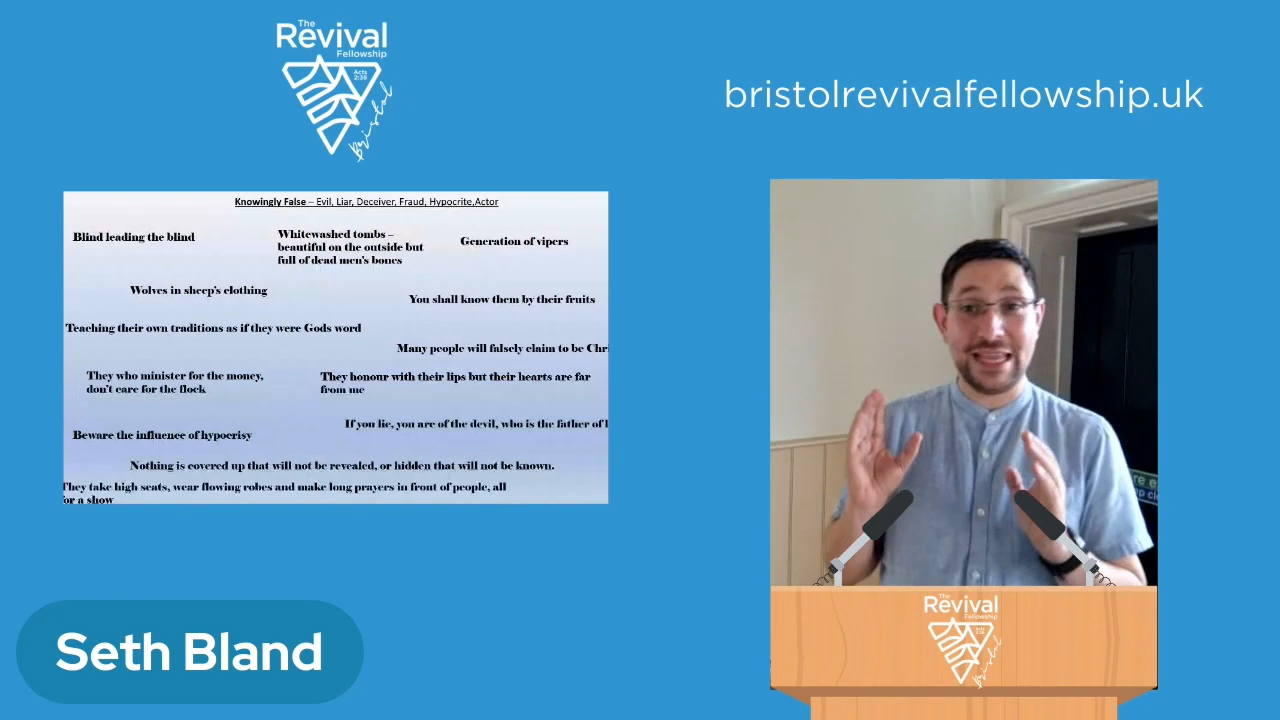 The
Revival
Fellowship
Acts
2:38
Bristol
bristolrevivalfellowship.uk
Knowingly False – Evil, Liar, Deceiver, Fraud, Hypocrite,Actor
Blind leading the blind
Whitewashed tombs –
beautiful on the outside but
full of dead men's bones
Generation of vipers
Wolves in sheep's clothing
You shall know them by their fruits
Teaching their own traditions as if they were Gods word
Many people will falsely claim to be Chri
They who minister for the money,
don't care for the flock
They honour with their lips but their hearts are far
from me
If you lie, you are of the devil, who is the father of l
Beware the influence of hypocrisy
Nothing is covered up that will not be revealed, or hidden that will not be known.
They take high seats, wear flowing robes and make long prayers in front of people, all
for a show
Seth Bland
The
Revival
Fellowship
Bristol